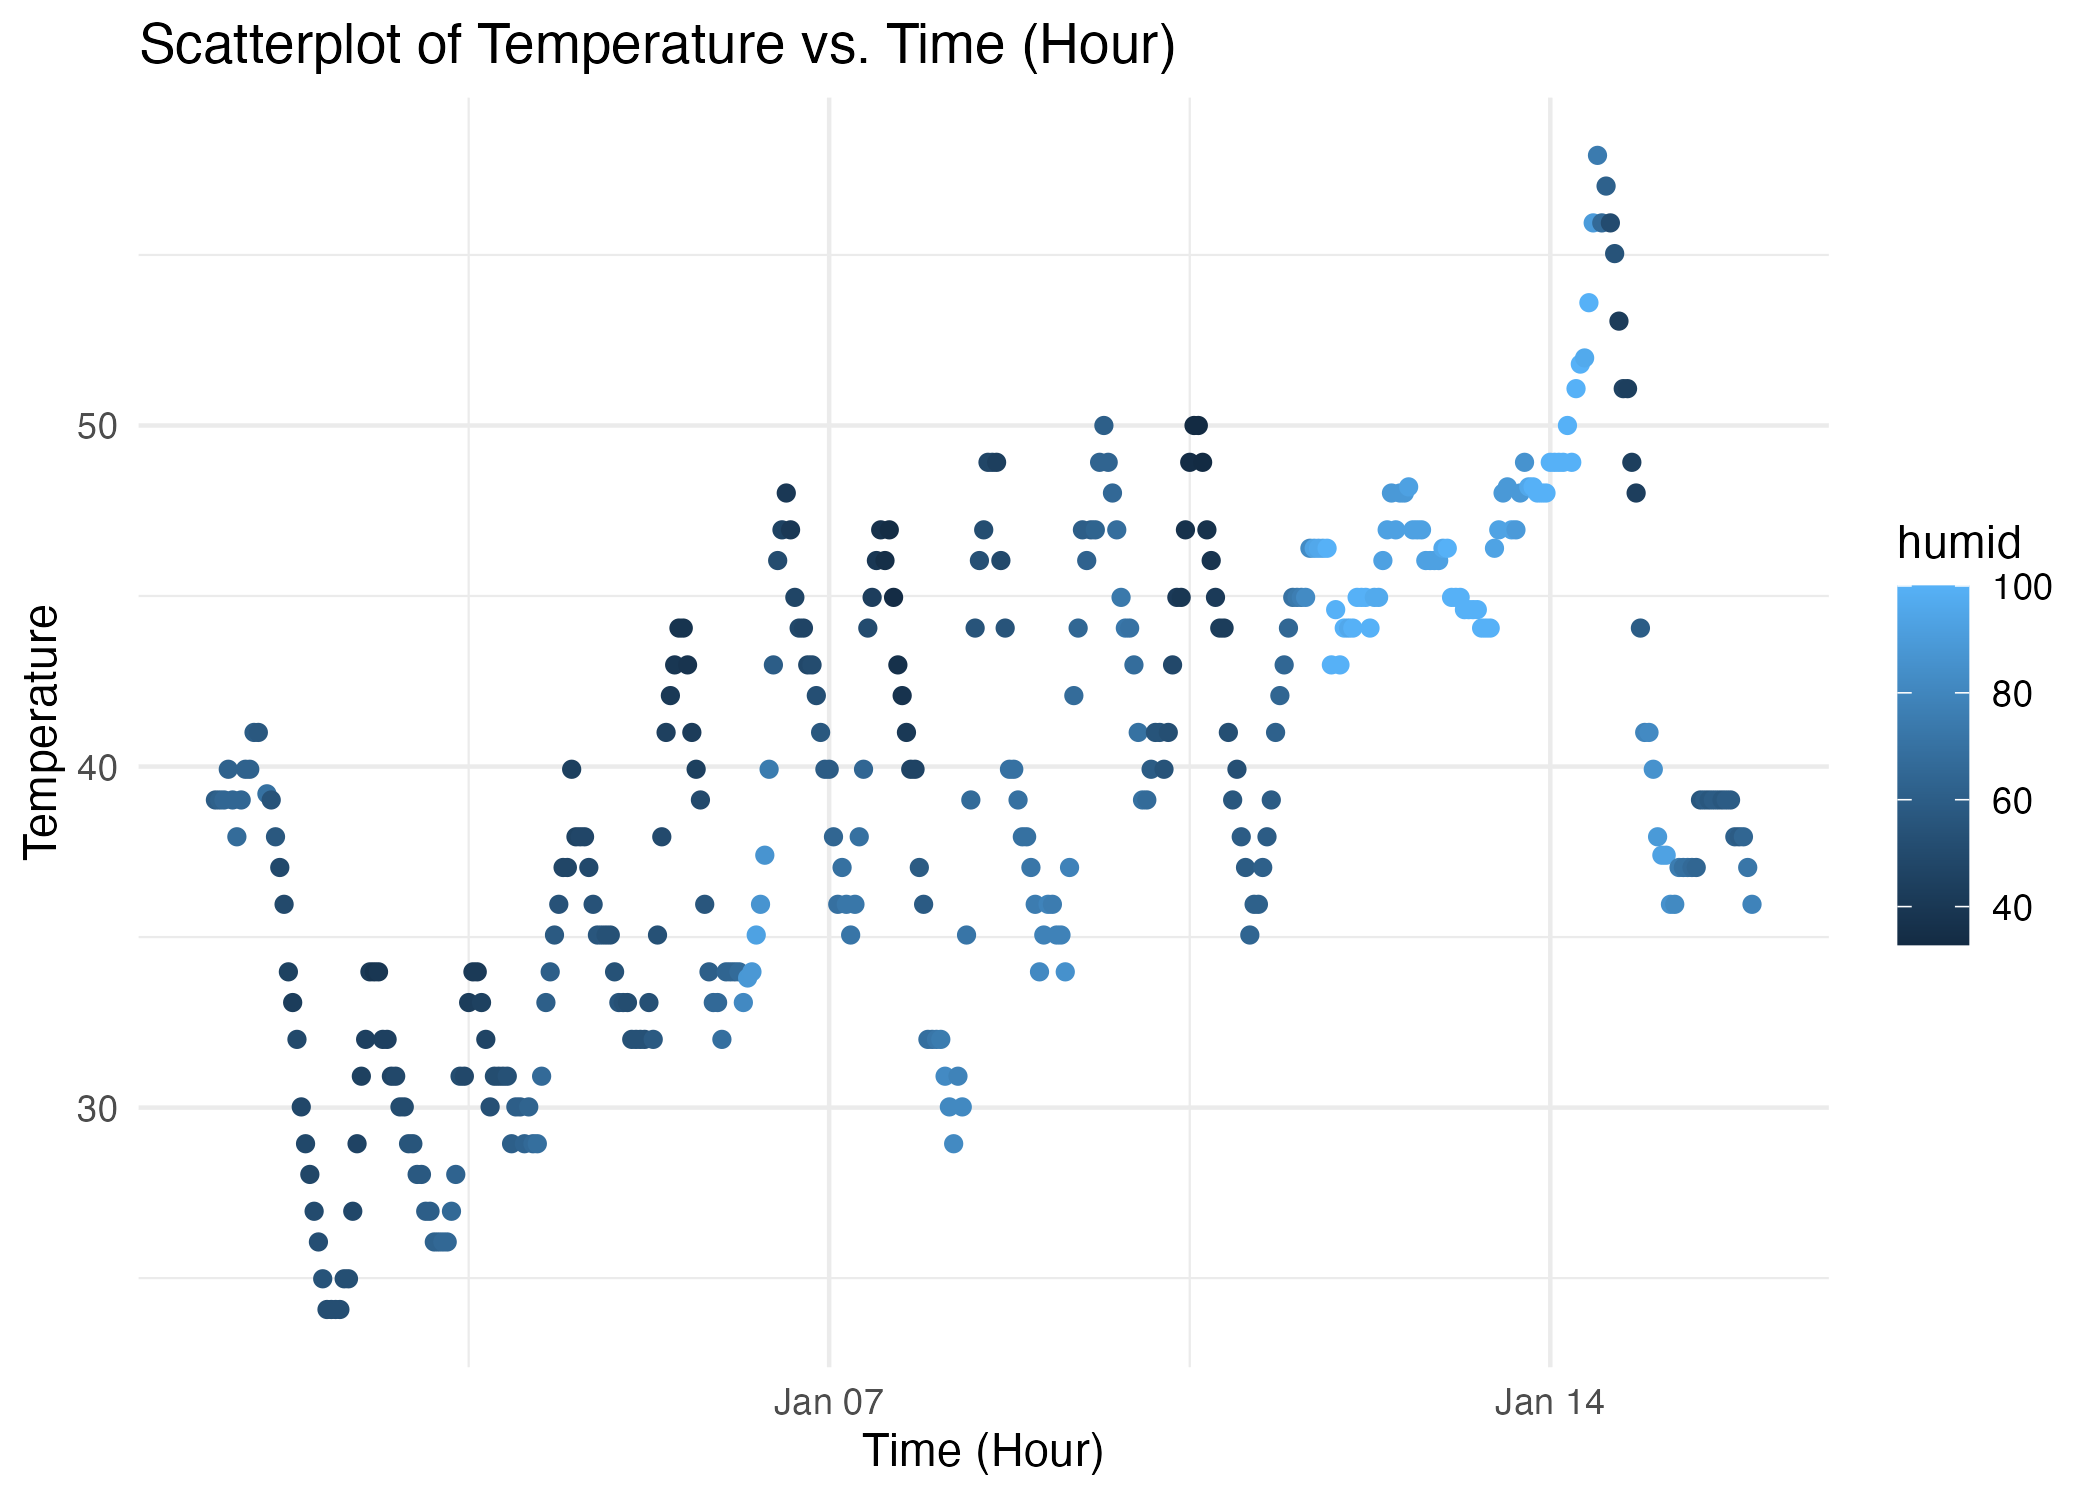 Scatterplot of Temperature vs. Time (Hour)
Temperature
50
40
30
Jan 07
Jan 14
Time (Hour)
humid
100
80
60
40